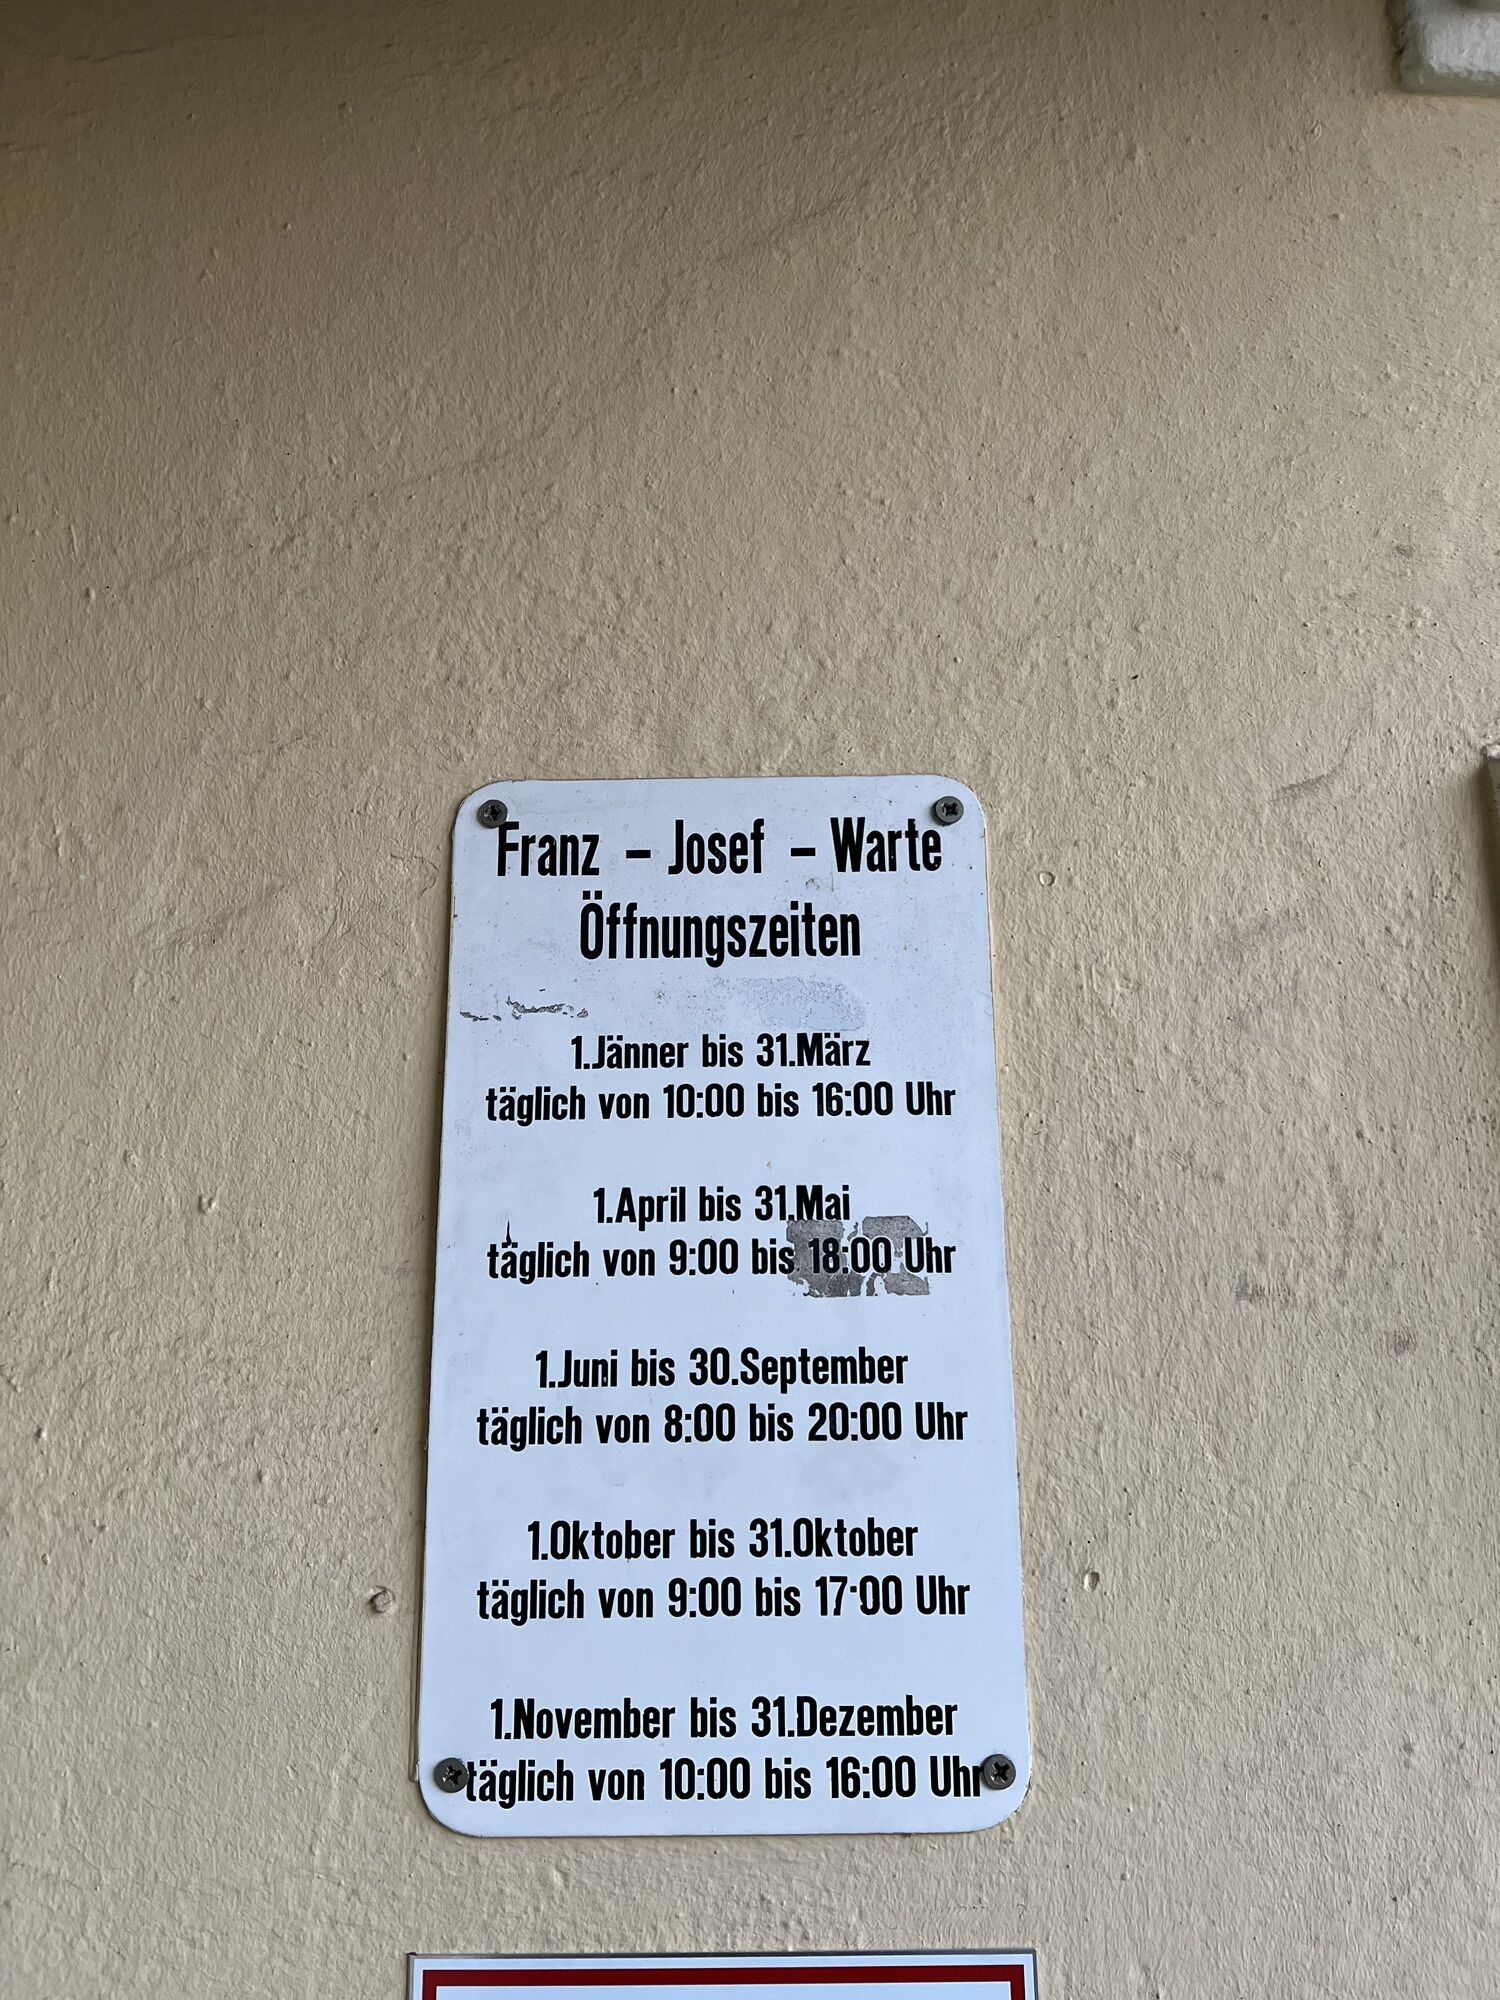 Franz – Josef – Warte
Öffnungszeiten
1.Jänner bis 31.März
täglich von 10:00 bis 16:00 Uhr
1.April bis 31.Mai
täglich von 9:00 bis 18:00 Uhr
1.Juni bis 30.September
täglich von 8:00 bis 20:00 Uhr
1.Oktober bis 31.Oktober
täglich von 9:00 bis 17:00 Uhr
1.November bis 31.Dezember
täglich von 10:00 bis 16:00 Uhr